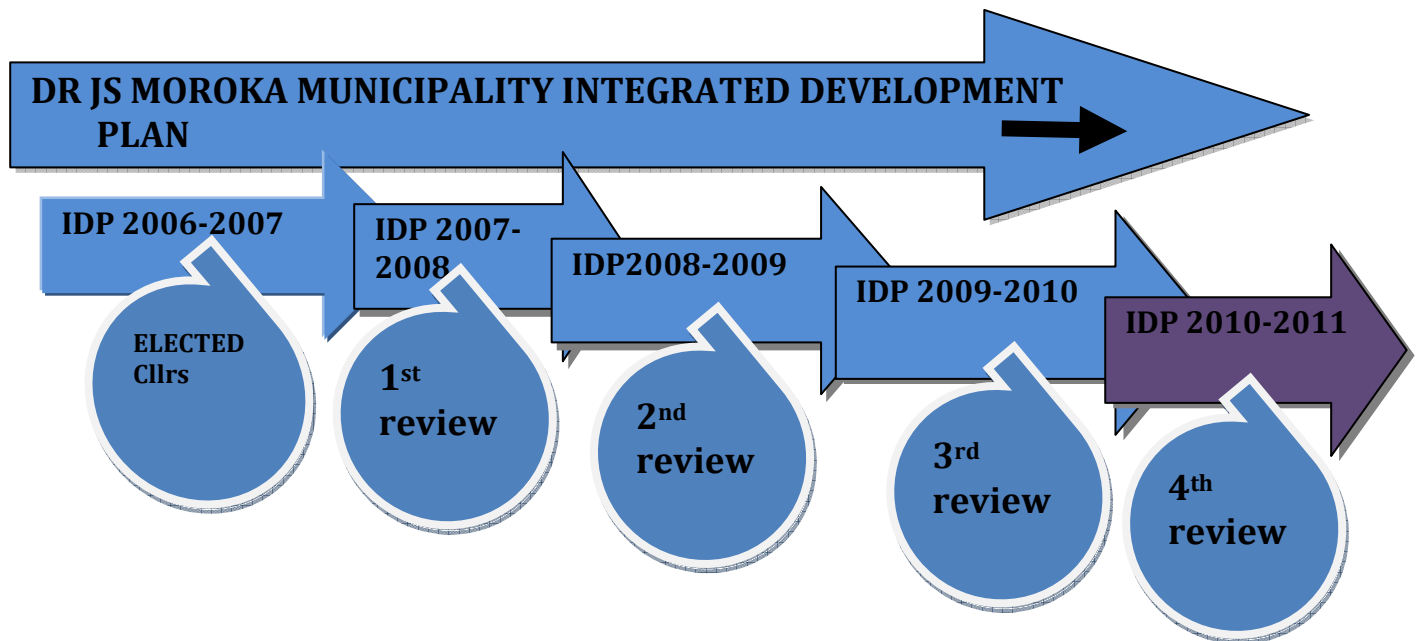 DR JS MOROKA MUNICIPALITY INTEGRATED DEVELOPMENT
PLAN
IDP 2006-2007
IDP 2007-
2008
IDP2008-2009
IDP 2009-2010
IDP 2010-2011
ELECTED
Cllrs
1st
review
2nd
review
3rd
review
4th
review